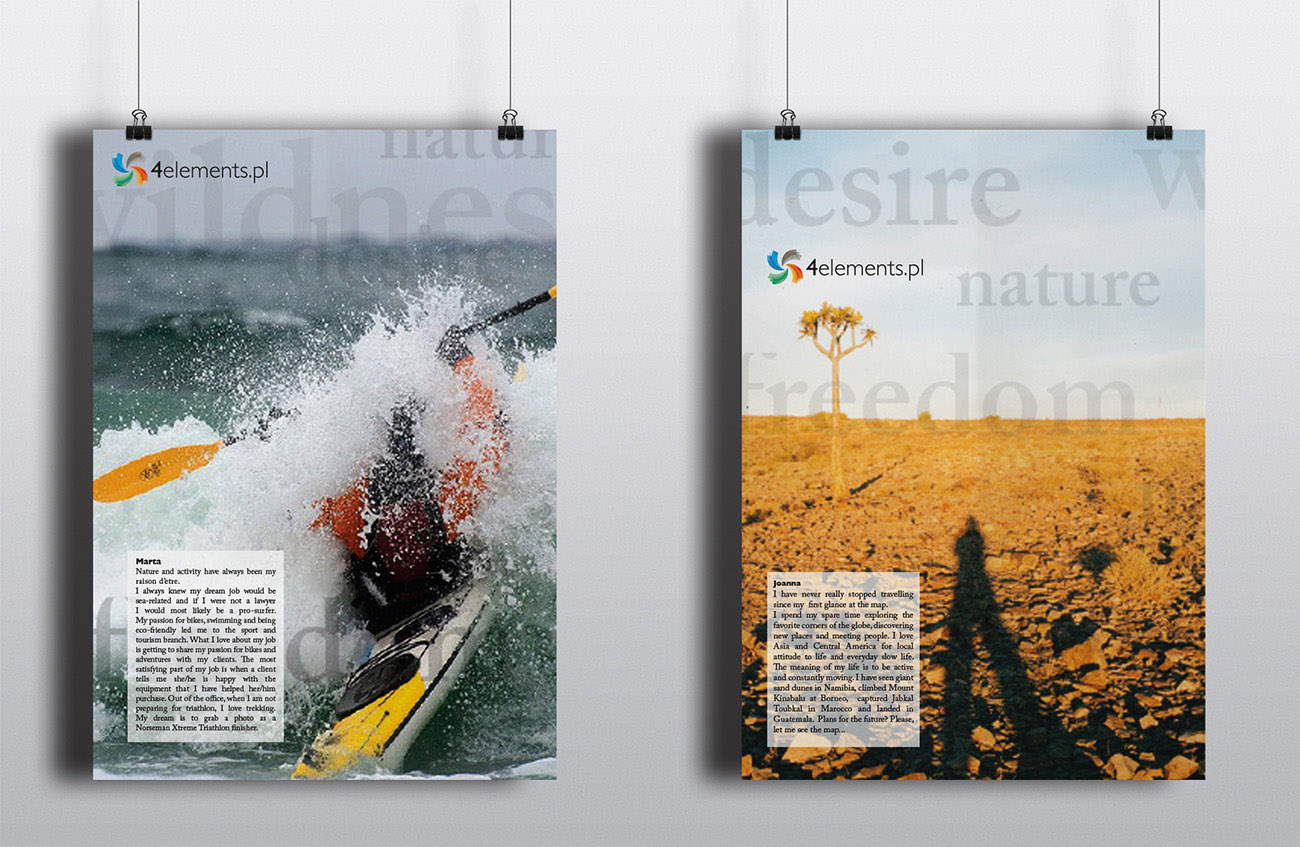 natur
4elements.pl
wildnes
desire
Marta
Nature and activity have always been my
raison d'etre.
I always knew my dream job would be
sea-related and if I were not a lawyer
I would most likely be a pro-surfer.
My passion for bikes, swimming and being
eco-friendly led me to the sport and
tourism branch. What I love about my job
is getting to share my passion for bikes and
adventures with my clients. The most
satisfying part of my job is when a client
tells me she/he is happy with the
equipment that I have helped her/him
purchase. Out of the office, when I am not
preparing for triathlon, I love trekking.
My dream is to grab a photo as a
Norseman Xtreme Triathlon finisher.
desire
w
4elements.pl
nature
freedom
Joanna
I have never really stopped travelling
since my first glance at the map.
I spend my spare time exploring the
favorite corners of the globe, discovering
new places and meeting people. I love
Asia and Central America for local
attitude to life and everyday slow life.
The meaning of my life is to be active
and constantly moving. I have seen giant
sand dunes in Namibia, climbed Mount
Kinabalu at Borneo, captured Jabkal
Toubkal in Marocco and landed in
Guatemala. Plans for the future? Please,
let me see the map...